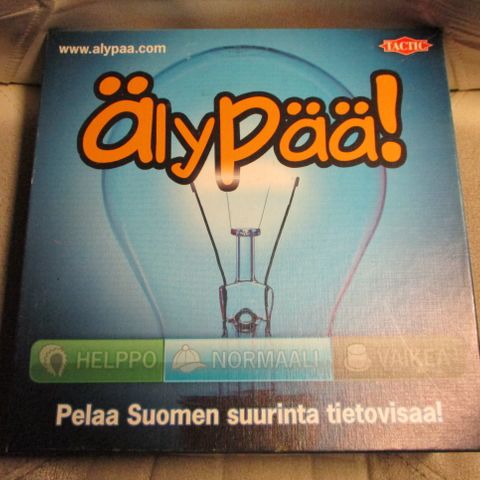 www.alypaa.com
TACTIC
älypää!
HELPPO NORMAALI VAIKEA
Pelaa Suomen suurinta tietovisaa!